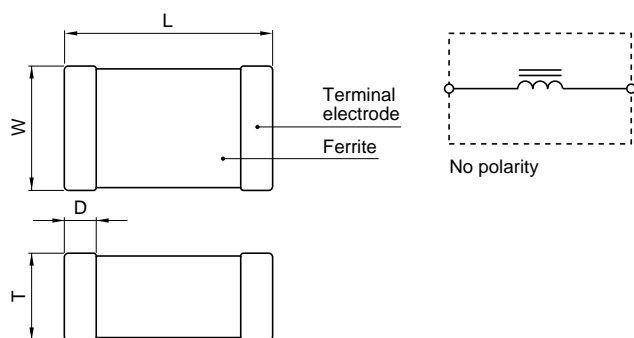 L
W
Terminal
electrode
Ferrite
No polarity
D
T